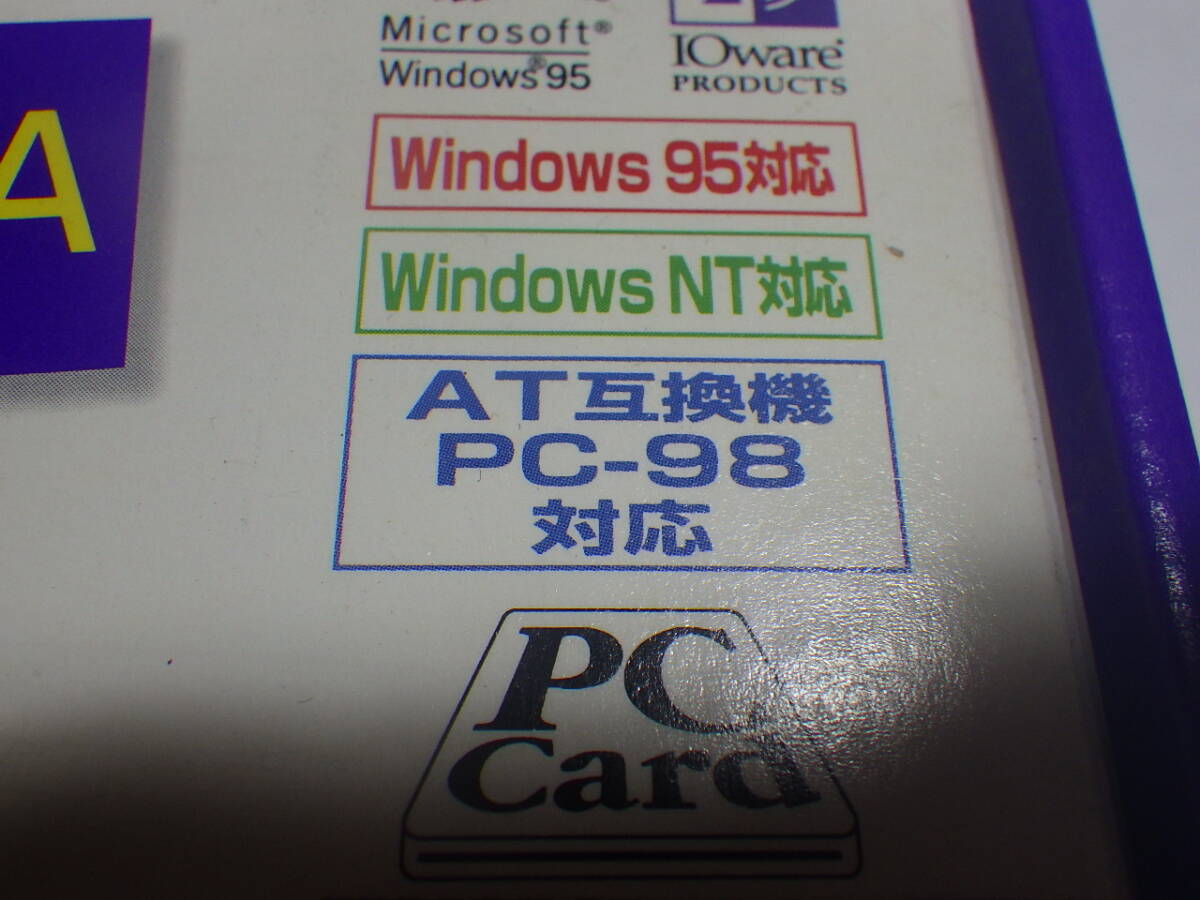 Microsoft®
Windows®95
IOware
PRODUCTS
A
Windows 95対応
Windows NT対応
AT互換機
PC-98
対応
PC
Card